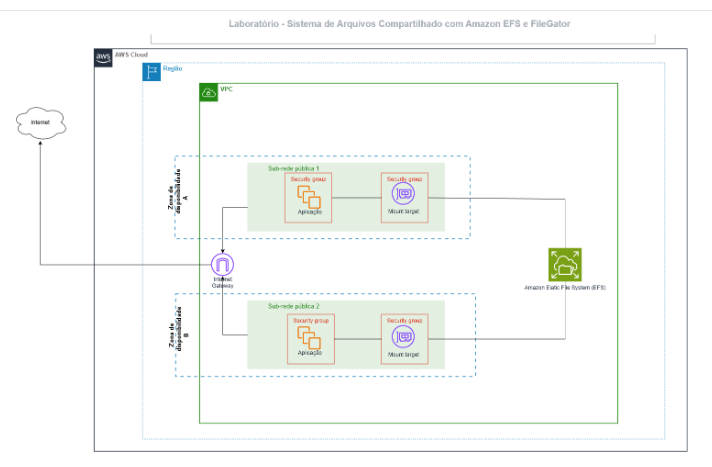 Laboratório - Sistema de Arquivos Compartilhado com Amazon EFS e FileGator
aws
AWS Cloud
Região
VPC
Internet
Zona de
disponibilidade
A
Sub-rede pública 1
Security group
Aplicação
Security group
Mount target
Internet
Gateway
Amazon Elatic File System (EFS)
Zona de
disponibilidade
B
Sub-rede pública 2
Security group
Aplicação
Security group
Mount target